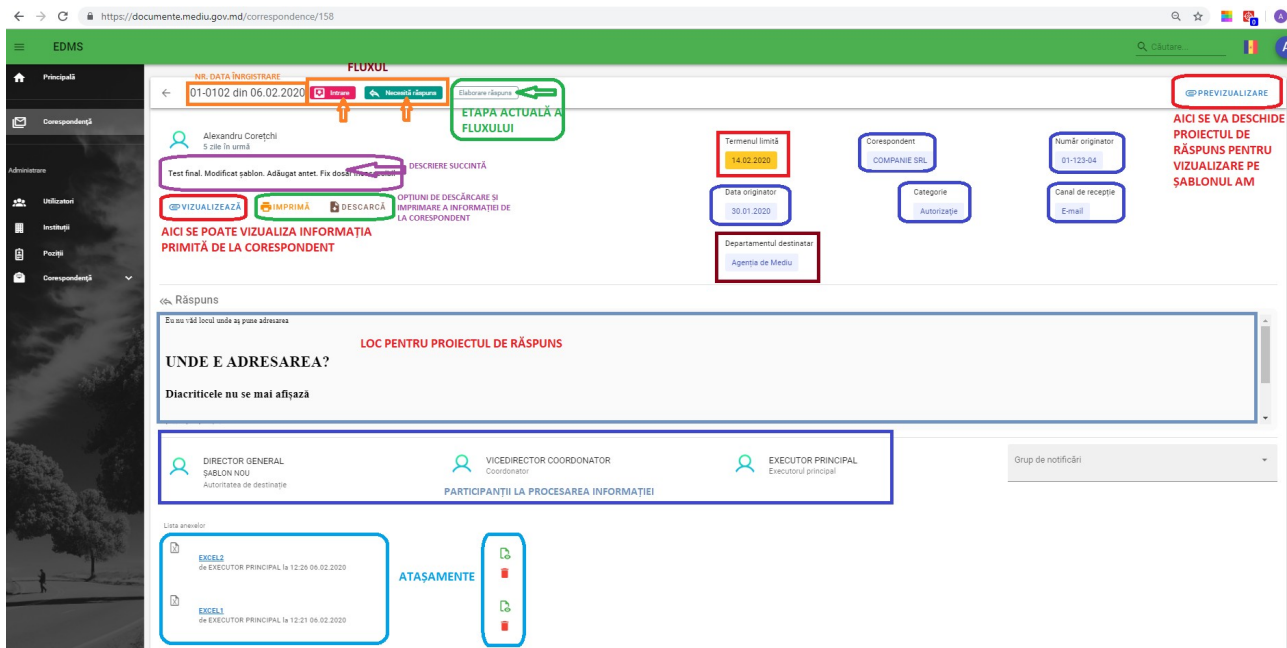 https://documente.mediu.gov.md/correspondence/158
EDMS
Căutare...
Principală
Corespondență
Administrare
Utilizatori
Instituții
Poziții
Corespondență
NR. DATA ÎNRGISTRARE
FLUXUL
01-0102 din 06.02.2020
Intrare
Necesită răspuns
Elaborare răspune
PREVIZUALIZARE
ETAPA ACTUALĂ A
FLUXULUI
AICI SE VA DESCHIDE
PROIECTUL DE
RĂSPUNS PENTRU
VIZUALIZARE PE
ȘABLONUL AM
Alexandru Corețchi
5 zile în urmă
Test final. Modificat șablon. Adăugat antet. Fix dosar
DESCRIERE SUCCINTĂ
VIZUALIZEAZĂ
IMPRIMĂ
DESCARCĂ
OPȚIUNI DE DESCĂRCARE ȘI
IMPRIMARE A INFORMAȚIEI DE
LA CORESPONDENT
AICI SE POATE VIZUALIZA INFORMAȚIA
PRIMITĂ DE LA CORESPONDENT
Termenul limită
14.02.2020
Corespondent
COMPANIE SRL
Număr originator
01-123-04
Data originator
30.01.2020
Categorie
Autorizație
Canal de recepție
E-mail
Departamentul destinatar
Agenția de Mediu
Răspuns
Eu nu văd locul unde aș pune adresarea
LOC PENTRU PROIECTUL DE RĂSPUNS
UNDE E ADRESAREA?
Diacriticele nu se mai afișază
DIRECTOR GENERAL
ȘABLON NOU
Autoritatea de destinație
VICEDIRECTOR COORDONATOR
Coordonator
EXECUTOR PRINCIPAL
Executorul principal
PARTICIPANȚII LA PROCESAREA INFORMAȚIEI
Grup de notificări
Lista anexelor
EXCEL2
de EXECUTOR PRINCIPAL la 12:26 06.02.2020
ATAȘAMENTE
EXCEL1
de EXECUTOR PRINCIPAL la 12:21 06.02.2020